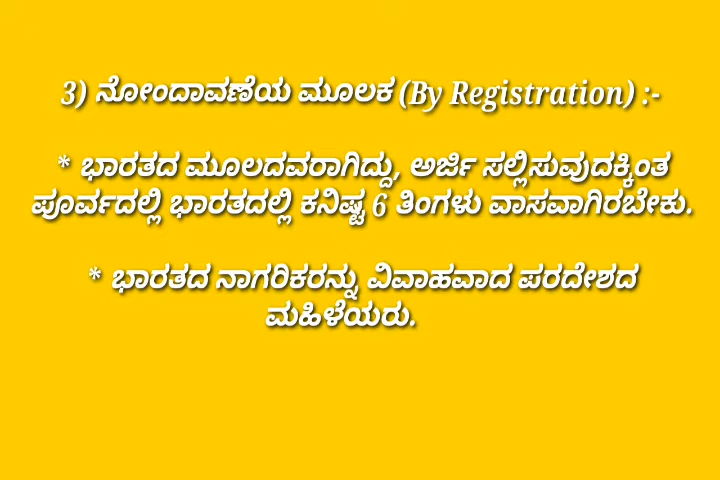 3) ನೋಂದಾವಣೆಯ ಮೂಲಕ (By Registration) :-
* ಭಾರತದ ಮೂಲದವರಾಗಿದ್ದು, ಅರ್ಜಿ ಸಲ್ಲಿಸುವುದಕ್ಕಿಂತ
ಪೂರ್ವದಲ್ಲಿ ಭಾರತದಲ್ಲಿ ಕನಿಷ್ಟ 6 ತಿಂಗಳು ವಾಸವಾಗಿರಬೇಕು.
* ಭಾರತದ ನಾಗರಿಕರನ್ನು ವಿವಾಹವಾದ ಪರದೇಶದ
ಮಹಿಳೆಯರು.